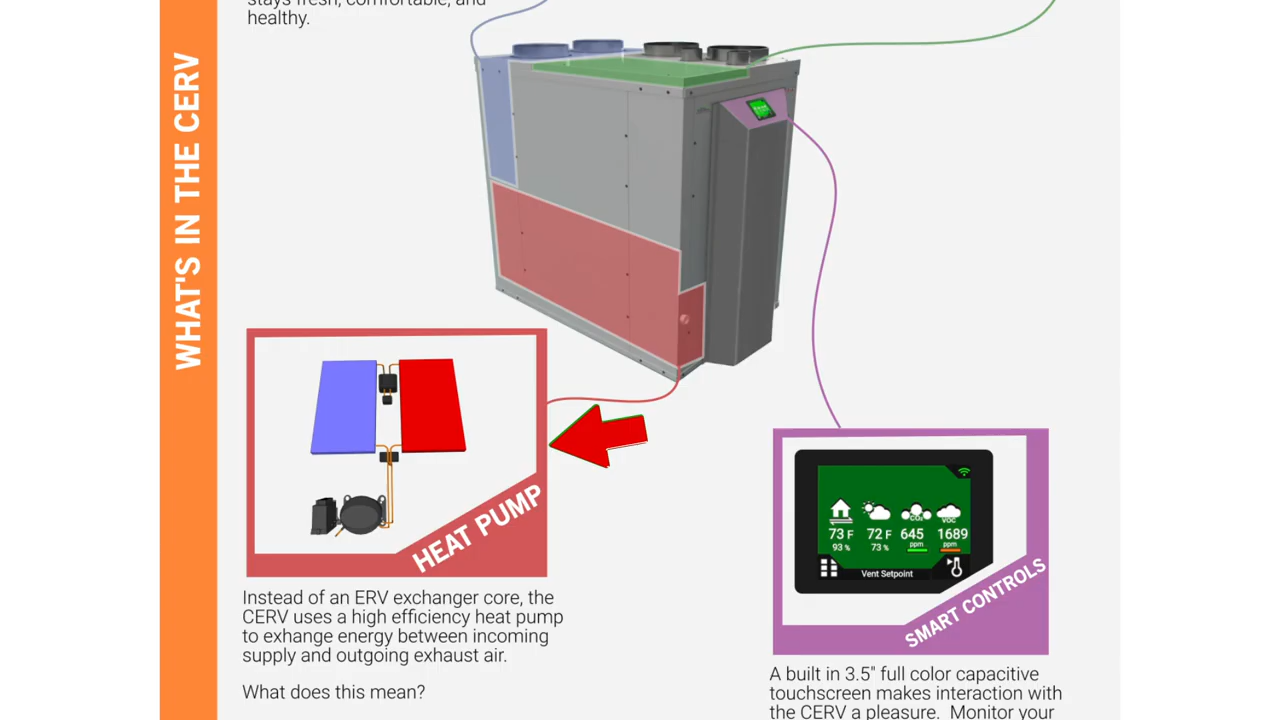 stays fresh, comfortable, and
healthy.
WHAT'S IN THE CERV
HEAT PUMP
Instead of an ERV exchanger core, the
CERV uses a high efficiency heat pump
to exhange energy between incoming
supply and outgoing exhaust air.
What does this mean?
CO₂ VOC
73 F 72 F 645 1689
93 % 73 % ppm ppm
Vent Setpoint
SMART CONTROLS
A built in 3.5" full color capacitive
touchscreen makes interaction with
the CERV a pleasure. Monitor your